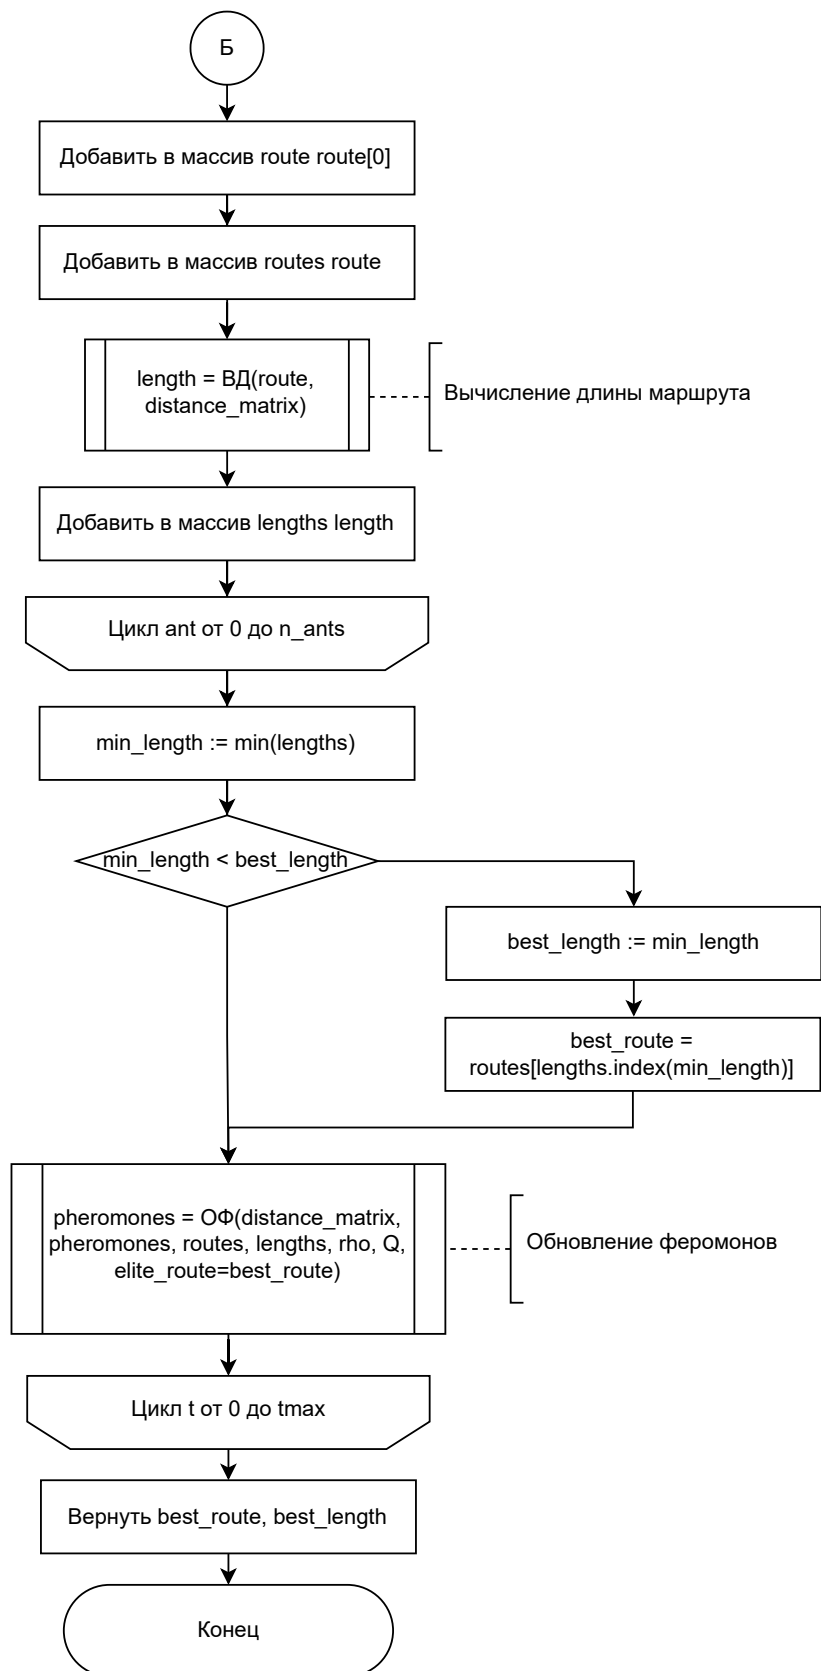 Б
Добавить в массив route route[0]
Добавить в массив routes route
length = ВД(route,
distance_matrix)
Вычисление длины маршрута
Добавить в массив lengths length
Цикл ant от 0 до n_ants
min_length := min(lengths)
min_length < best_length
best_length := min_length
best_route =
routes[lengths.index(min_length)]
pheromones = ОФ(distance_matrix,
pheromones, routes, lengths, rho, Q,
elite_route=best_route)
Обновление феромонов
Цикл t от 0 до tmax
Вернуть best_route, best_length
Конец